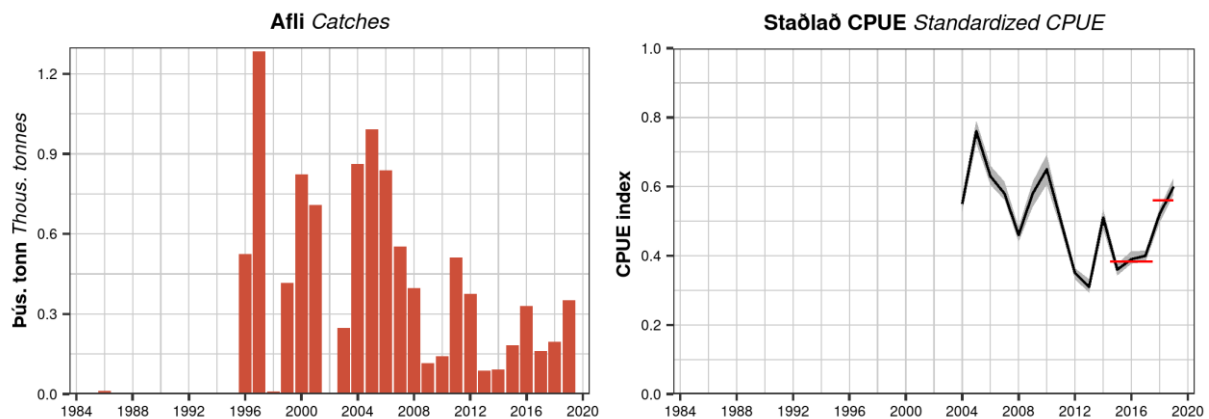 Afli Catches
Þús. tonn Thous. tonnes
1.2
0.9
0.6
0.3
0.0
1984 1988 1992 1996 2000 2004 2008 2012 2016 2020
Staðlað CPUE Standardized CPUE
CPUE index
1.0
0.8
0.6
0.4
0.2
0.0
1984 1988 1992 1996 2000 2004 2008 2012 2016 2020